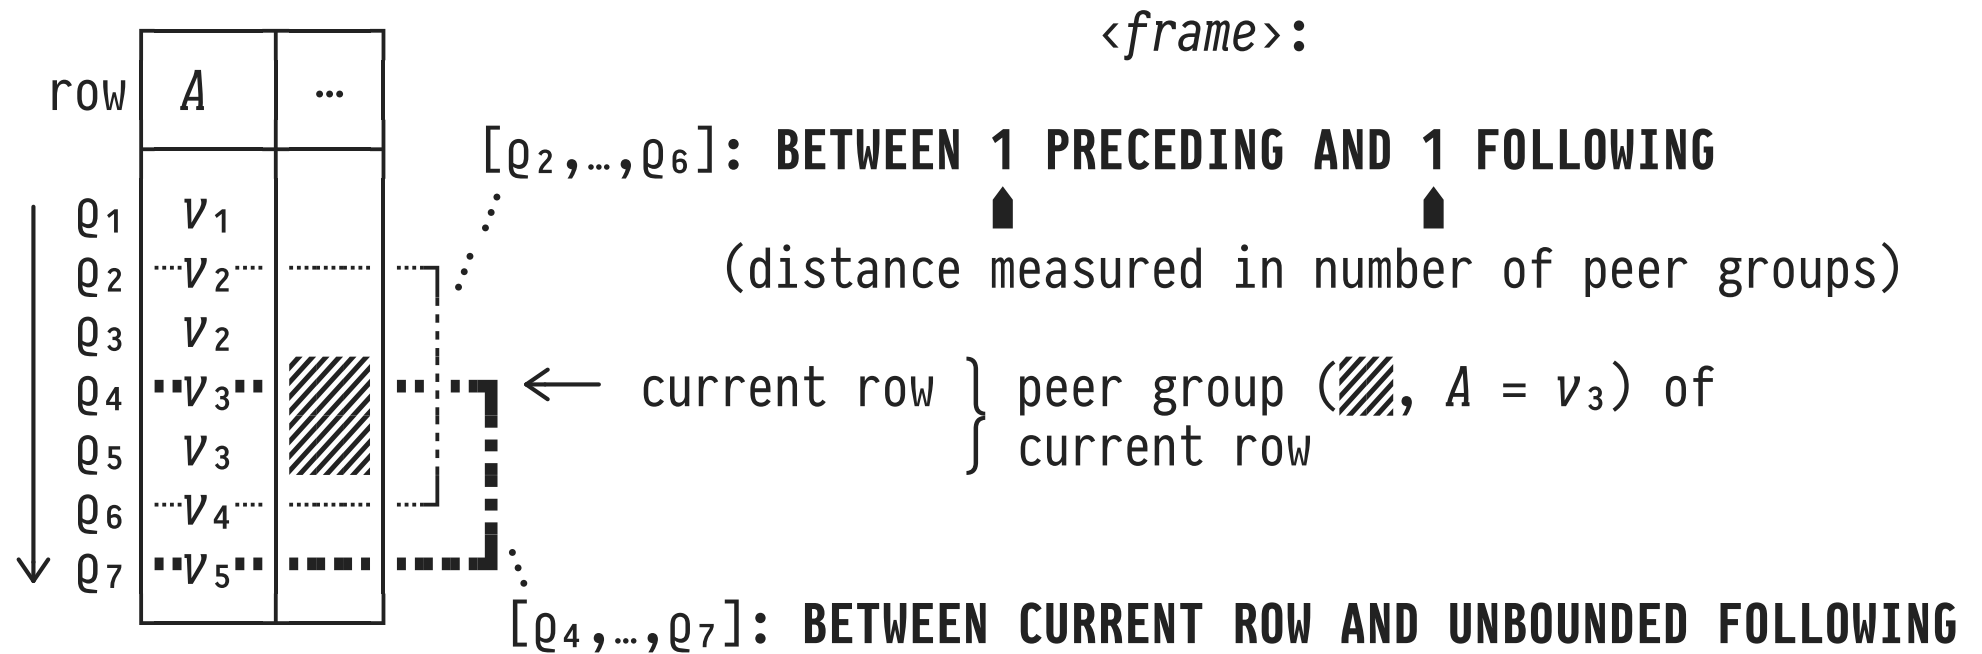 <frame>:
row A …
[ϱ₂,…,ϱ₆]: BETWEEN 1 PRECEDING AND 1 FOLLOWING
ϱ₁ v₁
(distance measured in number of peer groups)
ϱ₂ v₂
ϱ₃ v₂
ϱ₄ v₃ ← current row } peer group (▨, A = v₃) of
ϱ₅ v₃ current row
ϱ₆ v₄
ϱ₇ v₅
[ϱ₄,…,ϱ₇]: BETWEEN CURRENT ROW AND UNBOUNDED FOLLOWING